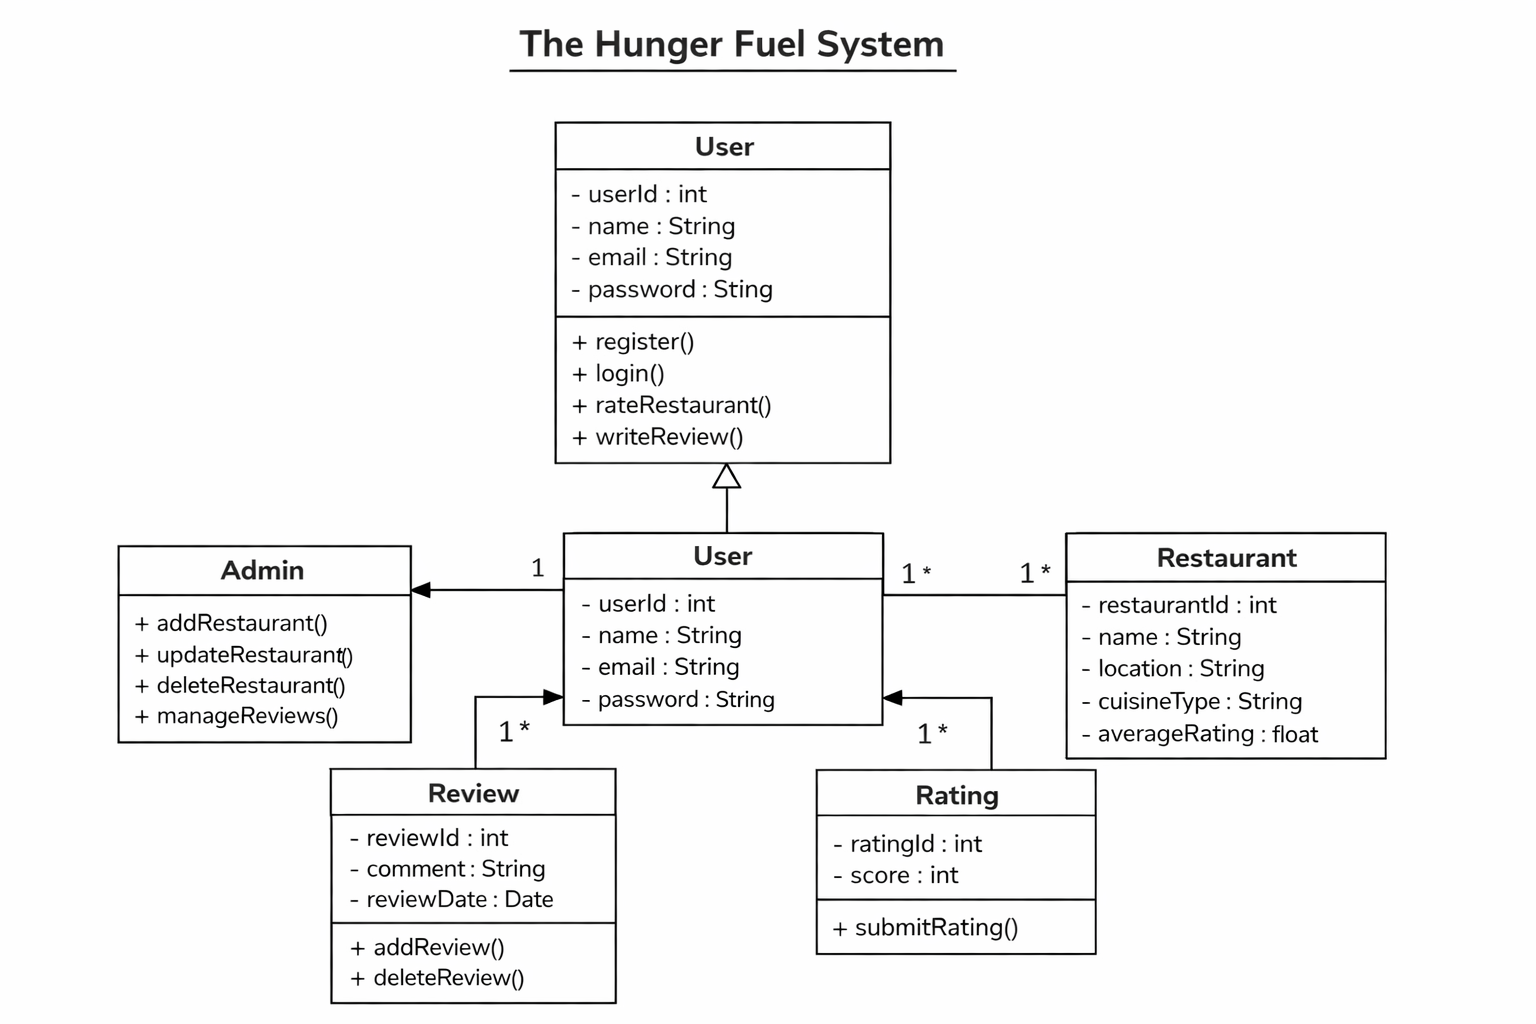 The Hunger Fuel System
User
- userId : int
- name : String
- email : String
- password : Sting
+ register()
+ login()
+ rateRestaurant()
+ writeReview()
Admin
+ addRestaurant()
+ updateRestaurant()
+ deleteRestaurant()
+ manageReviews()
1
User
- userId : int
- name : String
- email : String
- password : String
1 *
1 *
Restaurant
- restaurantId : int
- name : String
- location : String
- cuisineType : String
- averageRating : float
1 *
1 *
Review
- reviewId : int
- comment : String
- reviewDate : Date
+ addReview()
+ deleteReview()
Rating
- ratingId : int
- score : int
+ submitRating()